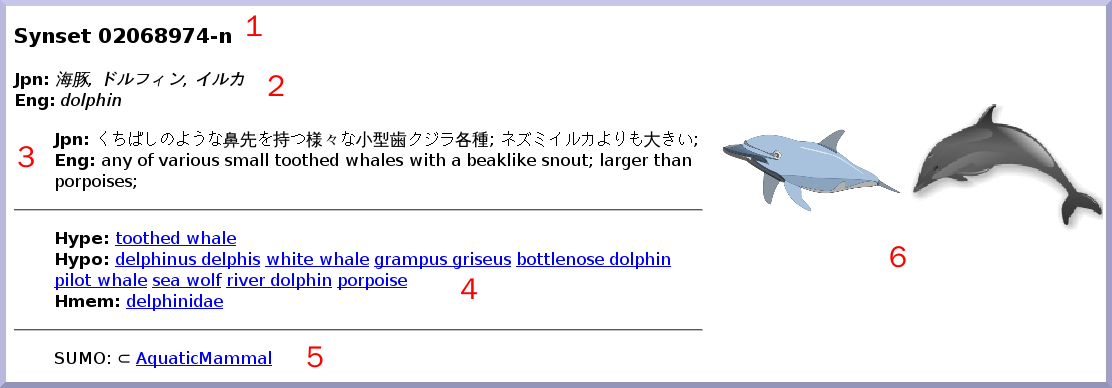 Synset 02068974-n 1
Jpn: 海豚, ドルフィン, イルカ 2
Eng: dolphin
Jpn: くちばしのような鼻先を持つ様々な小型歯クジラ各種; ネズミイルカよりも大きい;
3
Eng: any of various small toothed whales with a beaklike snout; larger than
porpoises;
Hype: toothed whale
Hypo: delphinus delphis white whale grampus griseus bottlenose dolphin
6
pilot whale sea wolf river dolphin porpoise
4
Hmem: delphinidae
SUMO: ⊂ AquaticMammal 5